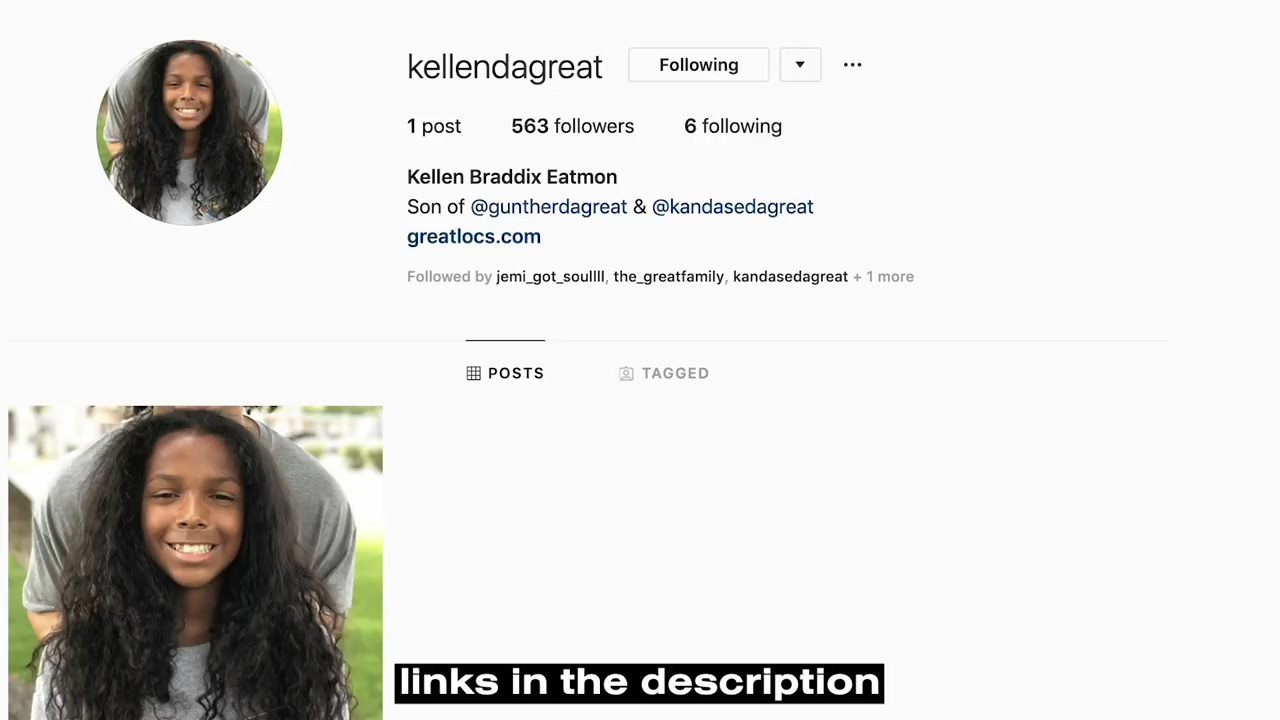 kellendagreat Following
1 post 563 followers 6 following
Kellen Braddix Eatmon
Son of @guntherdagreat & @kandasedagreat
greatlocs.com
Followed by jemi_got_soullll, the_greatfamily, kandasedagreat + 1 more
POSTS TAGGED
links in the description